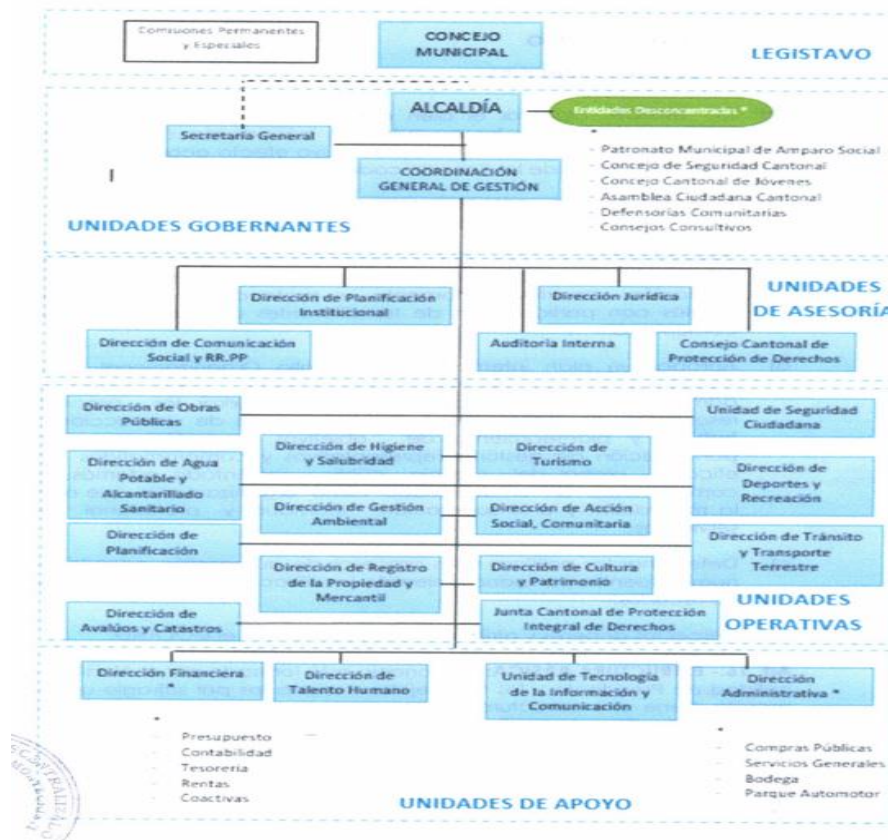 Comisiones Permanentes
y Especiales
CONCEJO
MUNICIPAL
LEGISTAVO
ALCALDÍA
Entidades Desconcentradas *
Secretaría General
COORDINACIÓN
GENERAL DE GESTIÓN
*
- Patronato Municipal de Amparo Social
- Concejo de Seguridad Cantonal
- Concejo Cantonal de Jóvenes
- Asamblea Ciudadana Cantonal
- Defensorías Comunitarias
- Consejos Consultivos
UNIDADES GOBERNANTES
UNIDADES
DE ASESORÍA
Dirección de Planificación
Institucional
Dirección Jurídica
Dirección de Comunicación
Social y RR.PP
Auditoría Interna
Consejo Cantonal de
Protección de Derechos
Dirección de Obras
Públicas
Unidad de Seguridad
Ciudadana
Dirección de Higiene
y Salubridad
Dirección de
Turismo
Dirección de Agua
Potable y
Alcantarillado
Sanitario
Dirección de
Deportes y
Recreación
Dirección de Gestión
Ambiental
Dirección de Acción
Social, Comunitaria
Dirección de
Planificación
Dirección de Tránsito
y Transporte
Terrestre
Dirección de Registro
de la Propiedad y
Mercantil
Dirección de Cultura
y Patrimonio
Dirección de
Avalúos y Catastros
Junta Cantonal de Protección
Integral de Derechos
UNIDADES
OPERATIVAS
Dirección Financiera
*
Dirección de
Talento Humano
Unidad de Tecnología
de la Información y
Comunicación
Dirección
Administrativa *
*
- Presupuesto
- Contabilidad
- Tesorería
- Rentas
- Coactivas
*
- Compras Públicas
- Servicios Generales
- Bodega
- Parque Automotor
UNIDADES DE APOYO